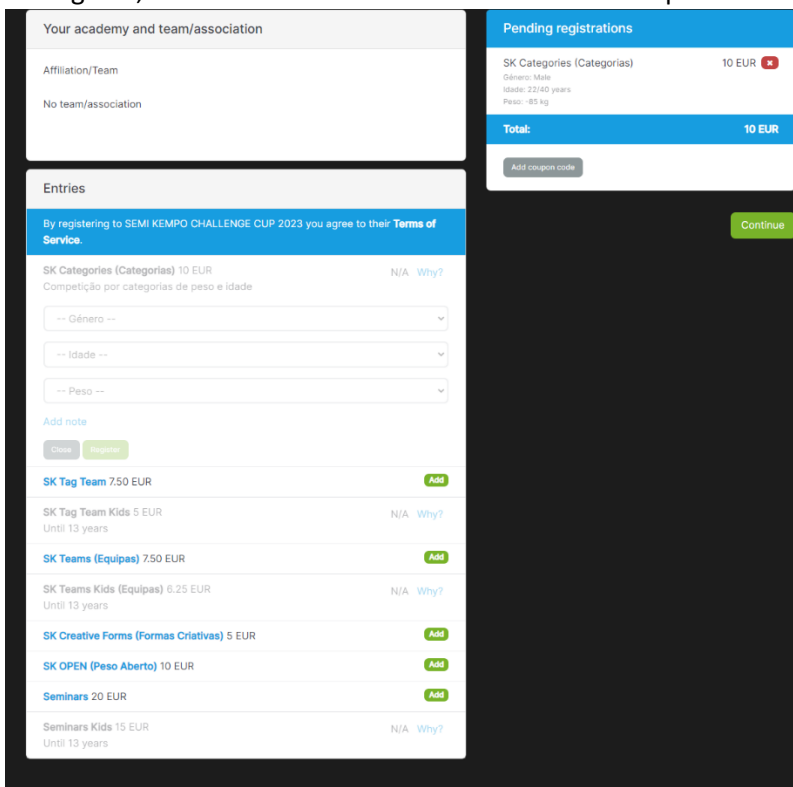 Your academy and team/association
Affiliation/Team
No team/association
Entries
By registering to SEMI KEMPO CHALLENGE CUP 2023 you agree to their Terms of
Service.
SK Categories (Categorias) 10 EUR N/A Why?
Competição por categorias de peso e idade
-- Género --
-- Idade --
-- Peso --
Add note
Close Register
SK Tag Team 7.50 EUR Add
SK Tag Team Kids 5 EUR N/A Why?
Until 13 years
SK Teams (Equipas) 7.50 EUR Add
SK Teams Kids (Equipas) 6.25 EUR N/A Why?
Until 13 years
SK Creative Forms (Formas Criativas) 5 EUR Add
SK OPEN (Peso Aberto) 10 EUR Add
Seminars 20 EUR Add
Seminars Kids 15 EUR N/A Why?
Until 13 years
Pending registrations
SK Categories (Categorias) 10 EUR
Género: Male
Idade: 22/40 years
Peso: -85 kg
Total: 10 EUR
Add coupon code
Continue